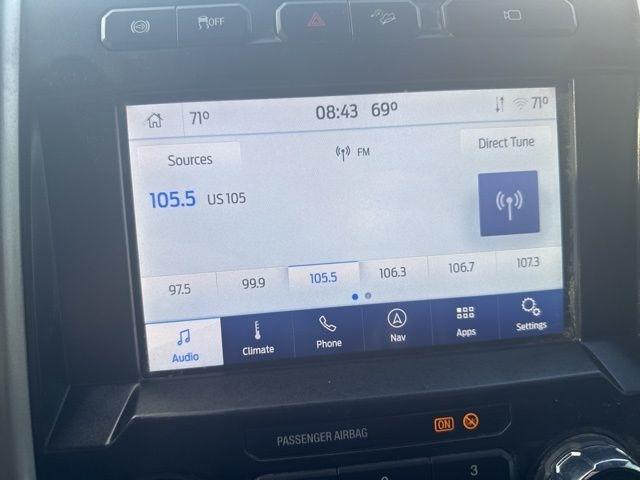 OFF
71° 08:43 69° 71°
Sources FM Direct Tune
105.5 US105
97.5 99.9 105.5 106.3 106.7 107.3
Audio Climate Phone Nav Apps Settings
PASSENGER AIRBAG ON
3